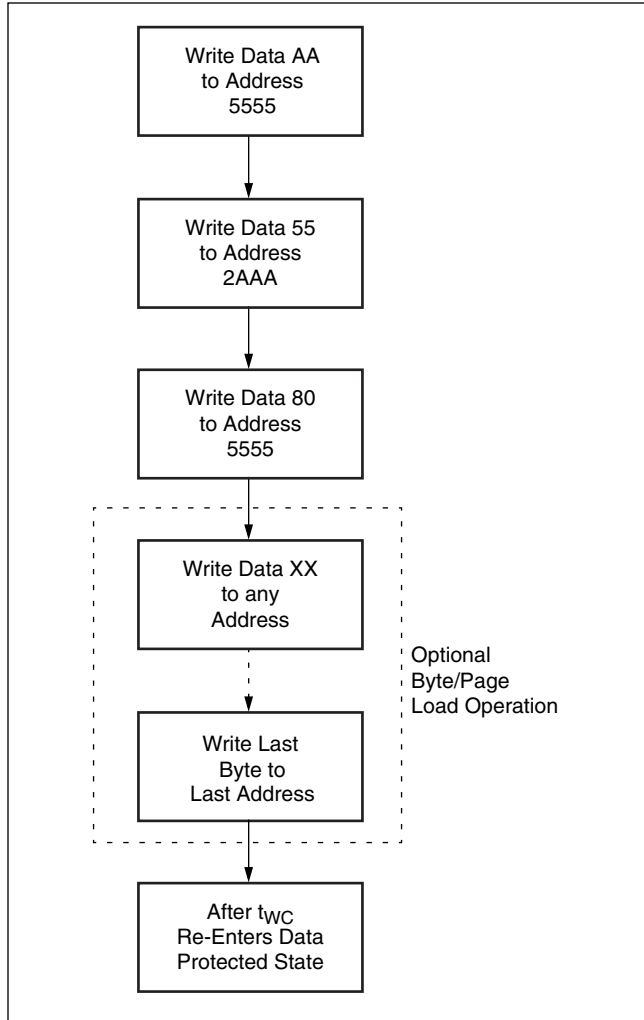 Write Data AA
to Address
5555
Write Data 55
to Address
2AAA
Write Data 80
to Address
5555
Write Data XX
to any
Address
Optional
Byte/Page
Load Operation
Write Last
Byte to
Last Address
After tWC
Re-Enters Data
Protected State